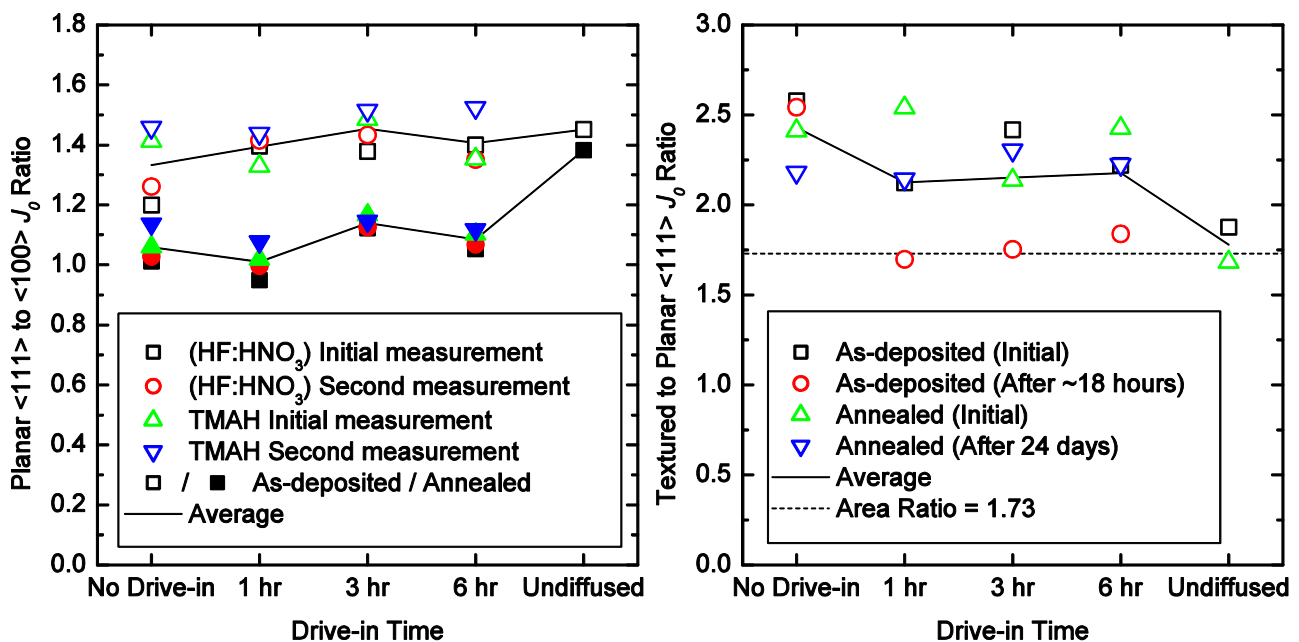 Planar <111> to <100> J0 Ratio
1.8
1.6
1.4
1.2
1.0
0.8
0.6
0.4
0.2
0.0
(HF:HNO3) Initial measurement
(HF:HNO3) Second measurement
TMAH Initial measurement
TMAH Second measurement
/ As-deposited / Annealed
Average
No Drive-in 1 hr 3 hr 6 hr Undiffused
Drive-in Time
Textured to Planar <111> J0 Ratio
3.0
2.5
2.0
1.5
1.0
0.5
0.0
As-deposited (Initial)
As-deposited (After ~18 hours)
Annealed (Initial)
Annealed (After 24 days)
Average
Area Ratio = 1.73
No Drive-in 1 hr 3 hr 6 hr Undiffused
Drive-in Time